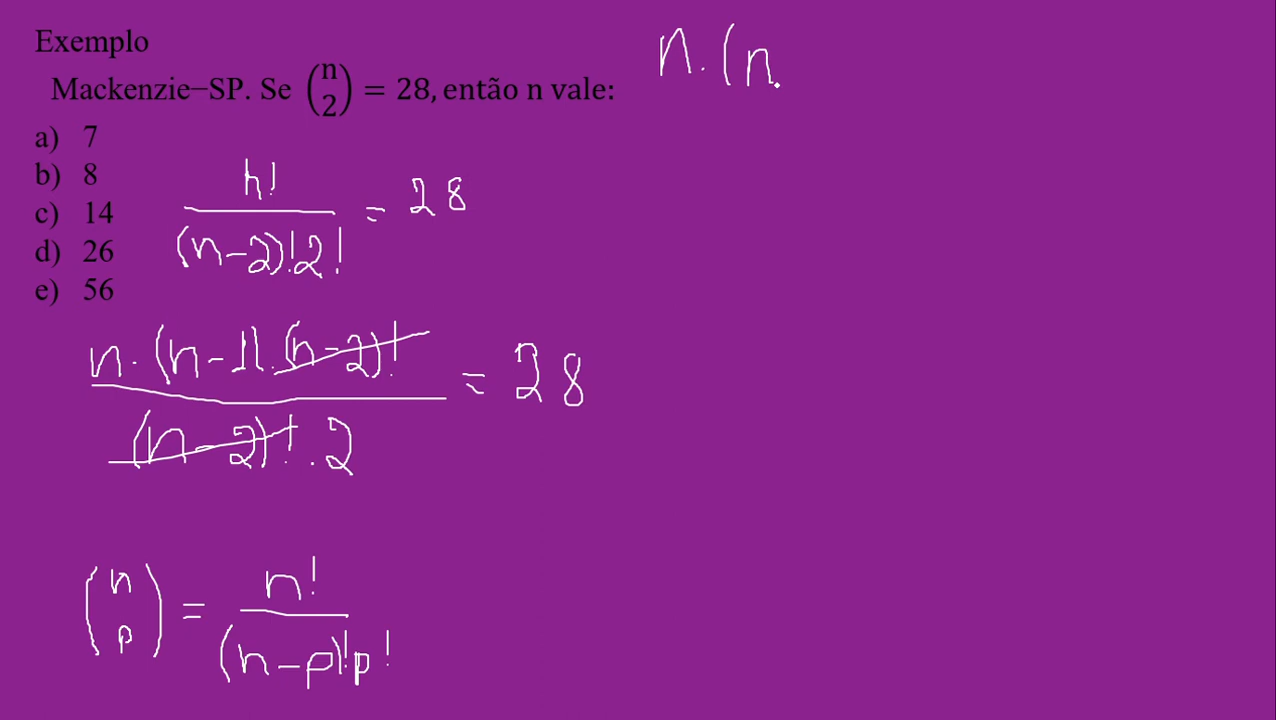 Exemplo
Mackenzie−SP. Se (n 2) = 28, então n vale:
a) 7
b) 8
c) 14
d) 26
e) 56
n!
(n-2)!2!
= 28
n.(n-1).(n-2)!
(n-2)!.2
= 28
(n p) = n!
(n-p)!p!
n.(n